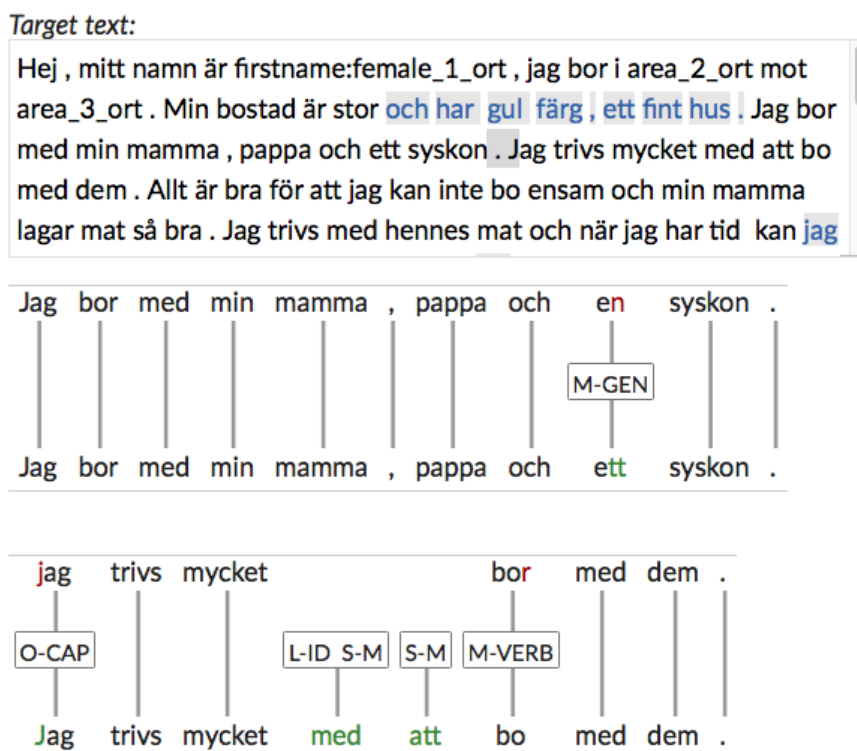 Target text:
Hej , mitt namn är firstname:female_1_ort , jag bor i area_2_ort mot
area_3_ort . Min bostad är stor och har gul färg , ett fint hus . Jag bor
med min mamma , pappa och ett syskon . Jag trivs mycket med att bo
med dem . Allt är bra för att jag kan inte bo ensam och min mamma
lagar mat så bra . Jag trivs med hennes mat och när jag har tid kan jag
Jag bor med min mamma , pappa och en syskon .
M-GEN
Jag bor med min mamma , pappa och ett syskon .
jag trivs mycket bor med dem .
O-CAP L-ID S-M S-M M-VERB
Jag trivs mycket med att bo med dem .